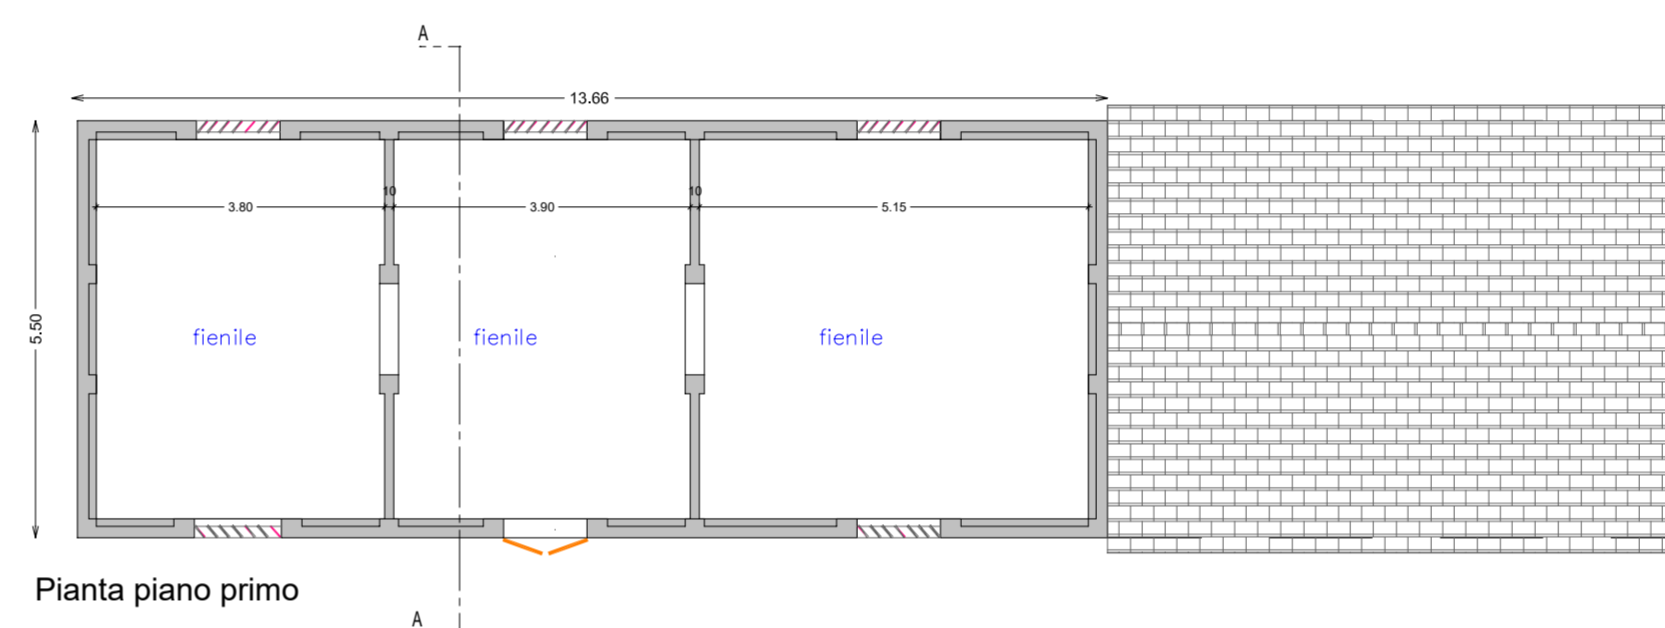 A
13.66
10
10
3.80
3.90
5.15
5.50
fienile
fienile
fienile
Pianta piano primo
A